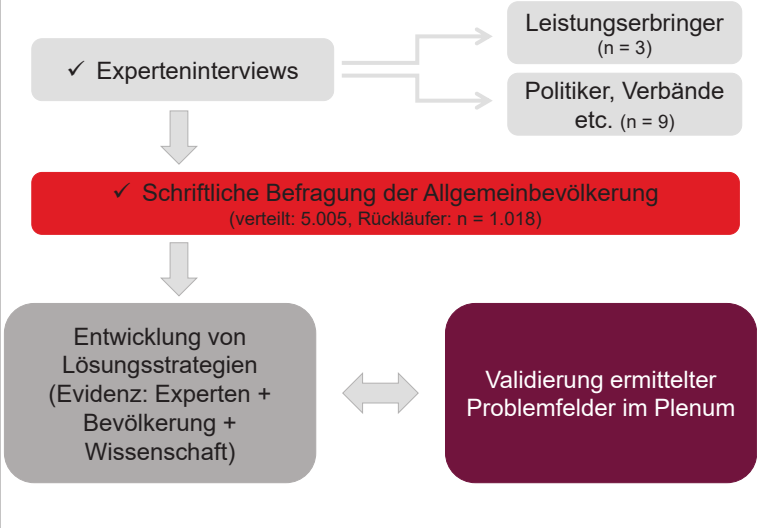 ✓ Experteninterviews
Leistungserbringer
(n = 3)
Politiker, Verbände
etc. (n = 9)
✓ Schriftliche Befragung der Allgemeinbevölkerung
(verteilt: 5.005, Rückläufer: n = 1.018)
Entwicklung von
Lösungsstrategien
(Evidenz: Experten +
Bevölkerung +
Wissenschaft)
Validierung ermittelter
Problemfelder im Plenum